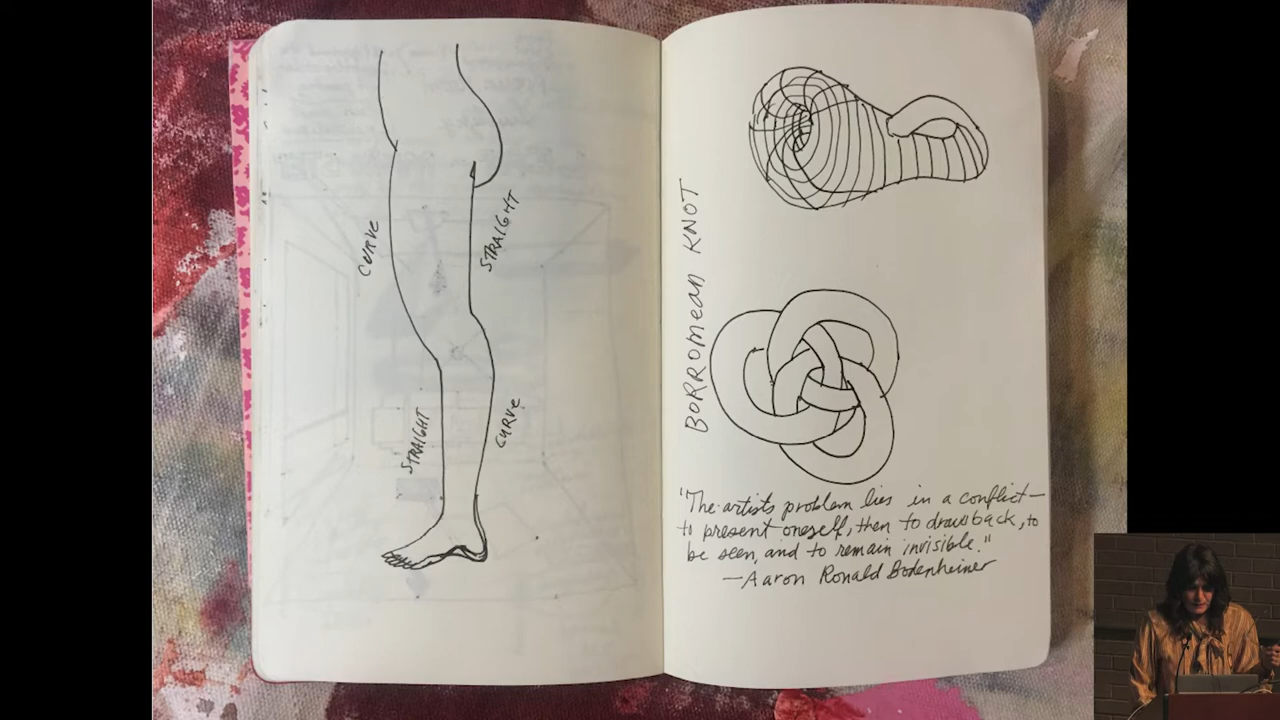 CURVE
STRAIGHT
STRAIGHT
CURVE
BORROMEAN KNOT
"The artists problem lies in a conflict—
to present oneself, then to draw back, to
be seen, and to remain invisible."
—Aaron Ronald Bodenheiner